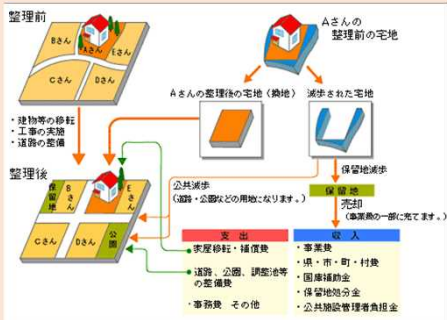 整理前
Bさん
Aさん
Eさん
Cさん
Dさん
Aさんの
整理前の宅地
・建物等の移転
・工事の実施
・道路の整備
Aさんの整理後の宅地(換地)
減歩された宅地
整理後
保留地
Bさん
Eさん
Cさん
Dさん
公園
公共減歩
(道路・公園などの用地になります。)
保留地減歩
保留地
売却
(事業費の一部に充てます。)
支出
家屋移転・補償費
道路、公園、調整池等
の整備費
・事務費 その他
収入
・事業費
・県・市・町・村費
・国庫補助金
・保留地処分金
・公共施設管理者負担金